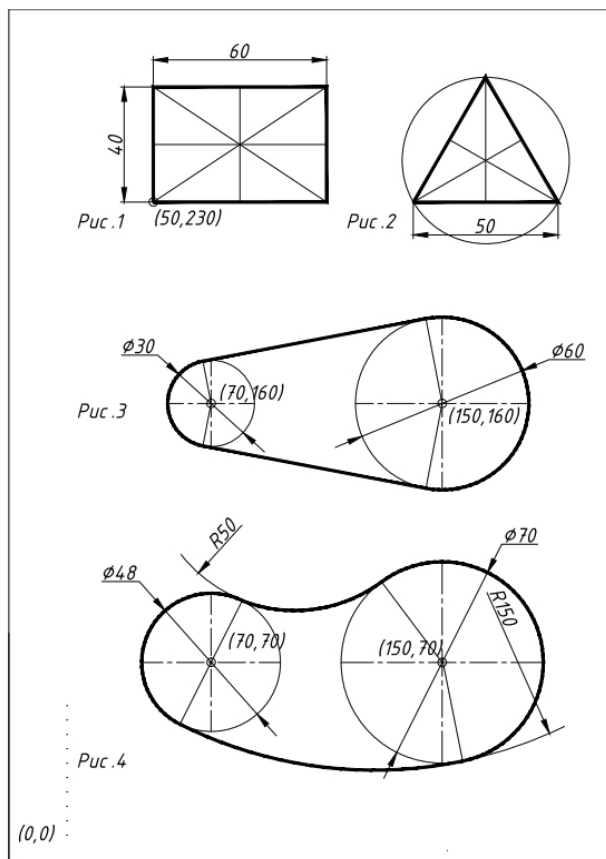 60
40
Рис.1
(50,230)
Рис.2
50
Ø30
(70,160)
Ø60
(150,160)
Рис.3
R50
Ø70
Ø48
R150
(70,70)
(150,70)
Рис.4
(0,0)